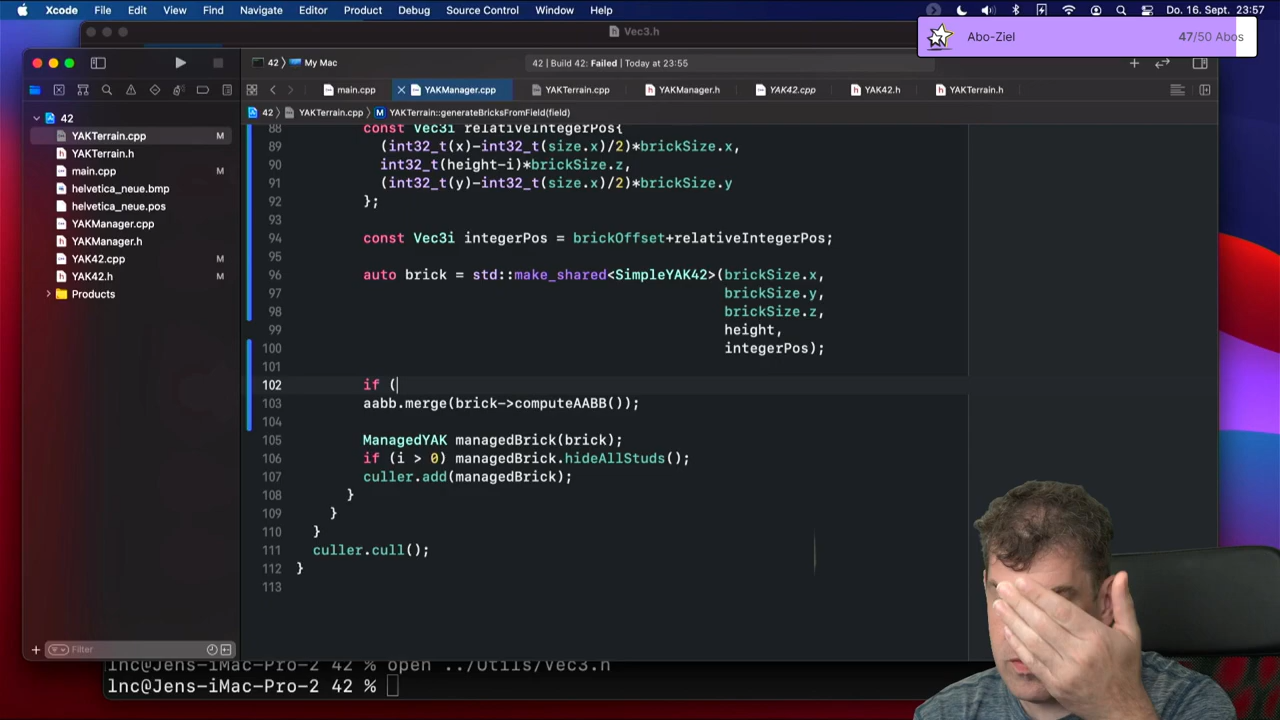 Xcode File Edit View Find Navigate Editor Product Debug Source Control Window Help Do. 16. Sept. 23:57
Vec3.h
Abo-Ziel 47/50 Abos
42 My Mac 42 | Build 42: Failed | Today at 23:55
main.cpp YAKManager.cpp YAKTerrain.cpp YAKManager.h YAK42.cpp YAK42.h YAKTerrain.h
42 YAKTerrain.cpp M YAKTerrain::generateBricksFromField(field)
42
YAKTerrain.cpp M
YAKTerrain.h
main.cpp M
helvetica_neue.bmp
helvetica_neue.pos
YAKManager.cpp
YAKManager.h
YAK42.cpp M
YAK42.h M
Products
Filter
88 const Vec3i relativeIntegerPos{
89 (int32_t(x)-int32_t(size.x)/2)*brickSize.x,
90 int32_t(height-i)*brickSize.z,
91 (int32_t(y)-int32_t(size.x)/2)*brickSize.y
92 };
93
94 const Vec3i integerPos = brickOffset+relativeIntegerPos;
95
96 auto brick = std::make_shared<SimpleYAK42>(brickSize.x,
97 brickSize.y,
98 brickSize.z,
99 height,
100 integerPos);
101
102 if (
103 aabb.merge(brick->computeAABB());
104
105 ManagedYAK managedBrick(brick);
106 if (i > 0) managedBrick.hideAllStuds();
107 culler.add(managedBrick);
108 }
109 }
110 }
111 culler.cull();
112 }
113
lnc@Jens-iMac-Pro-2 42 % open ../Utils/Vec3.h
lnc@Jens-iMac-Pro-2 42 %